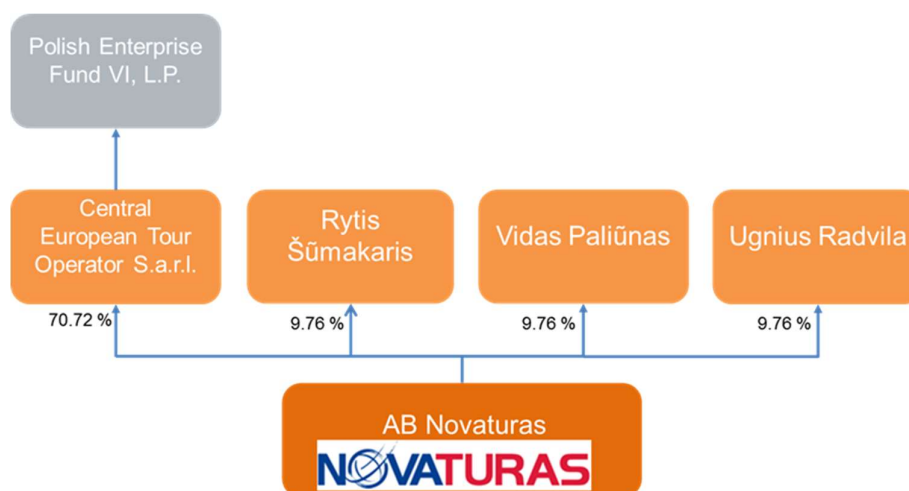 Polish Enterprise
Fund VI, L.P.
Central
European Tour
Operator S.a.r.l.
Rytis
Šūmakaris
Vidas Paliūnas
Ugnius Radvila
70.72 %
9.76 %
9.76 %
9.76 %
AB Novaturas
NOVATURAS